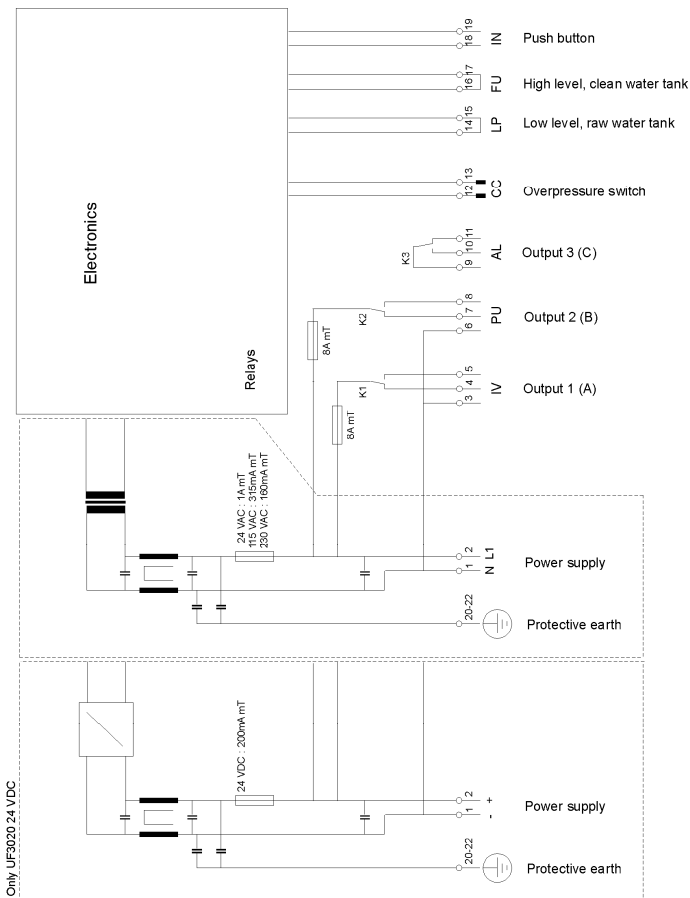 19
18
IN
Push button
17
16
FU
High level, clean water tank
15
14
LP
Low level, raw water tank
13
12
CC
Overpressure switch
Electronics
11
10
9
AL
K3
Output 3 (C)
8
7
6
PU
K2
8A mT
Output 2 (B)
Relays
5
4
3
IV
K1
8A mT
Output 1 (A)
24 VAC : 1A mT
115 VAC : 315mA mT
230 VAC : 160mA mT
2 L1
1 N
Power supply
20-22
Protective earth
Only UF3020 24 VDC
24 VDC : 200mA mT
2 +
1 -
Power supply
20-22
Protective earth